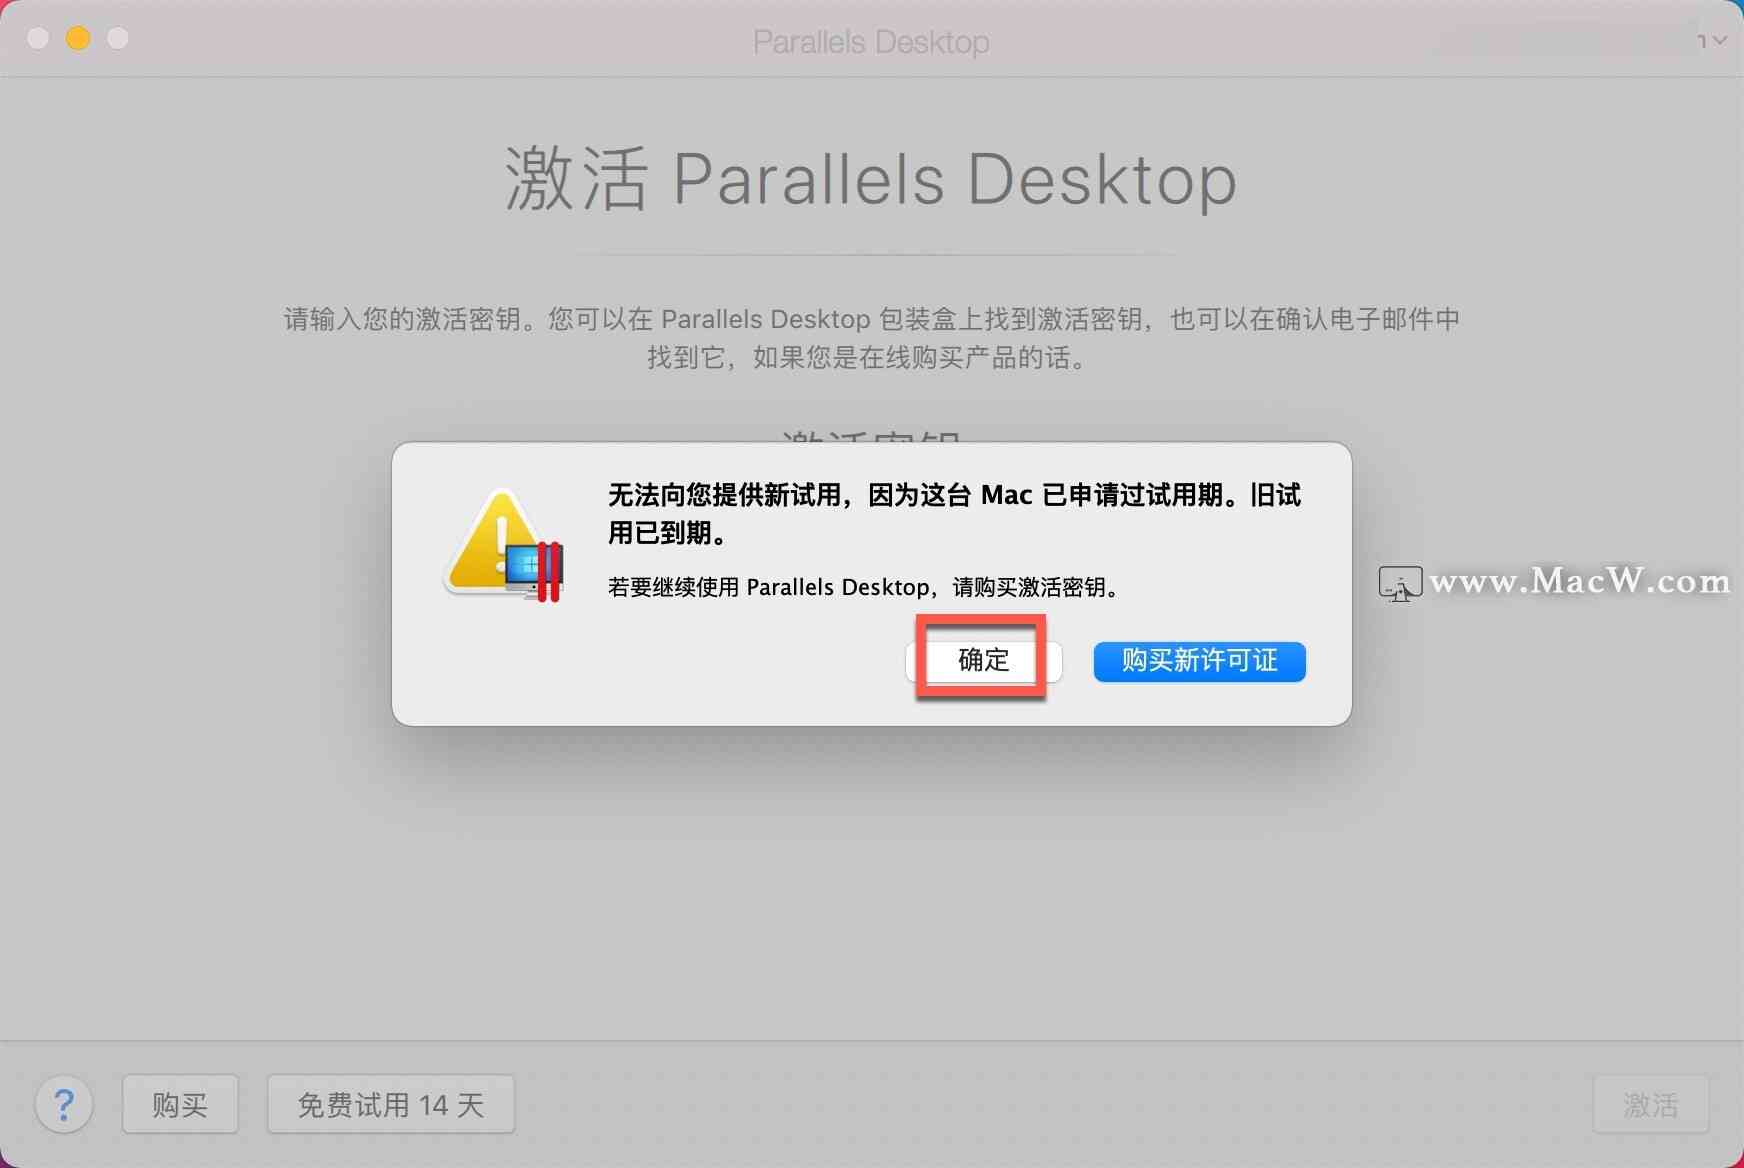 Parallels Desktop
激活 Parallels Desktop
请输入您的激活密钥。您可以在 Parallels Desktop 包装盒上找到激活密钥，也可以在确认电子邮件中
找到它，如果您是在线购买产品的话。
激活密钥
无法向您提供新试用，因为这台 Mac 已申请过试用期。旧试
用已到期。
若要继续使用 Parallels Desktop，请购买激活密钥。
www.MacW.com
确定
购买新许可证
?
购买
免费试用 14 天
激活